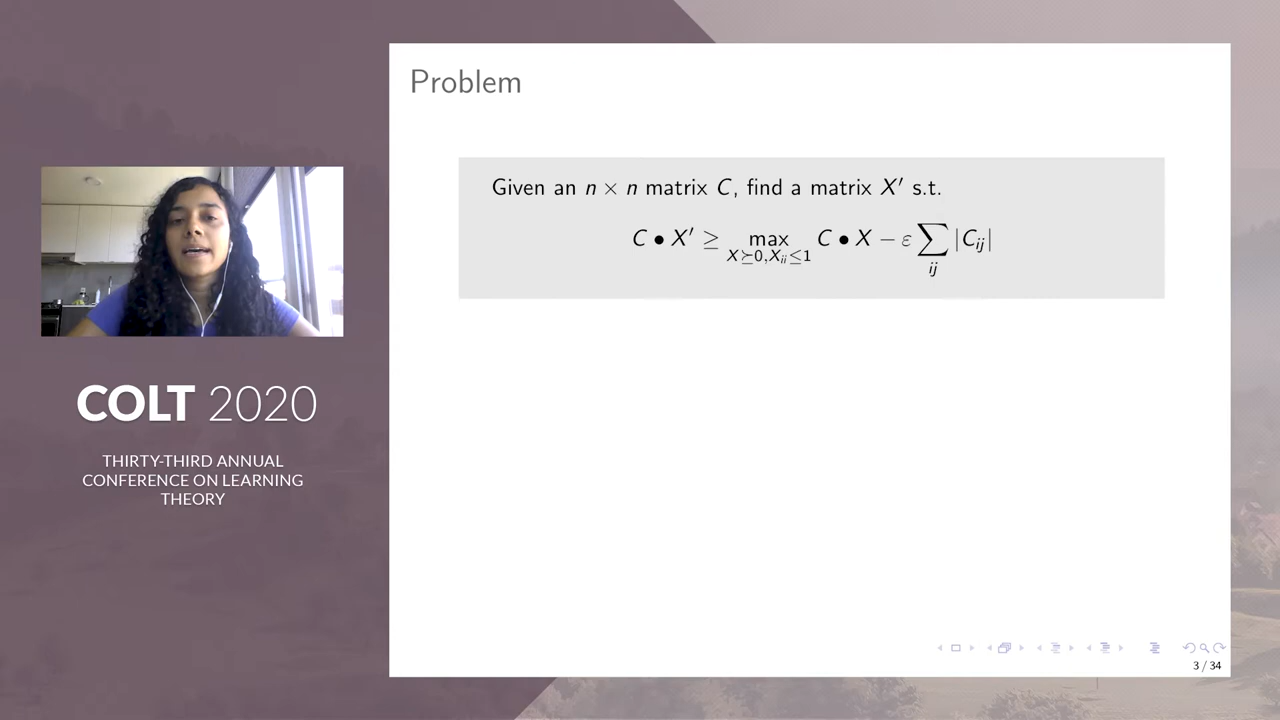 Problem
Given an n × n matrix C, find a matrix X′ s.t.
C • X′ ≥ max C • X − ε ∑ |C_ij|
X⪰0,X_ii≤1
ij
COLT 2020
THIRTY-THIRD ANNUAL
CONFERENCE ON LEARNING
THEORY
3 / 34